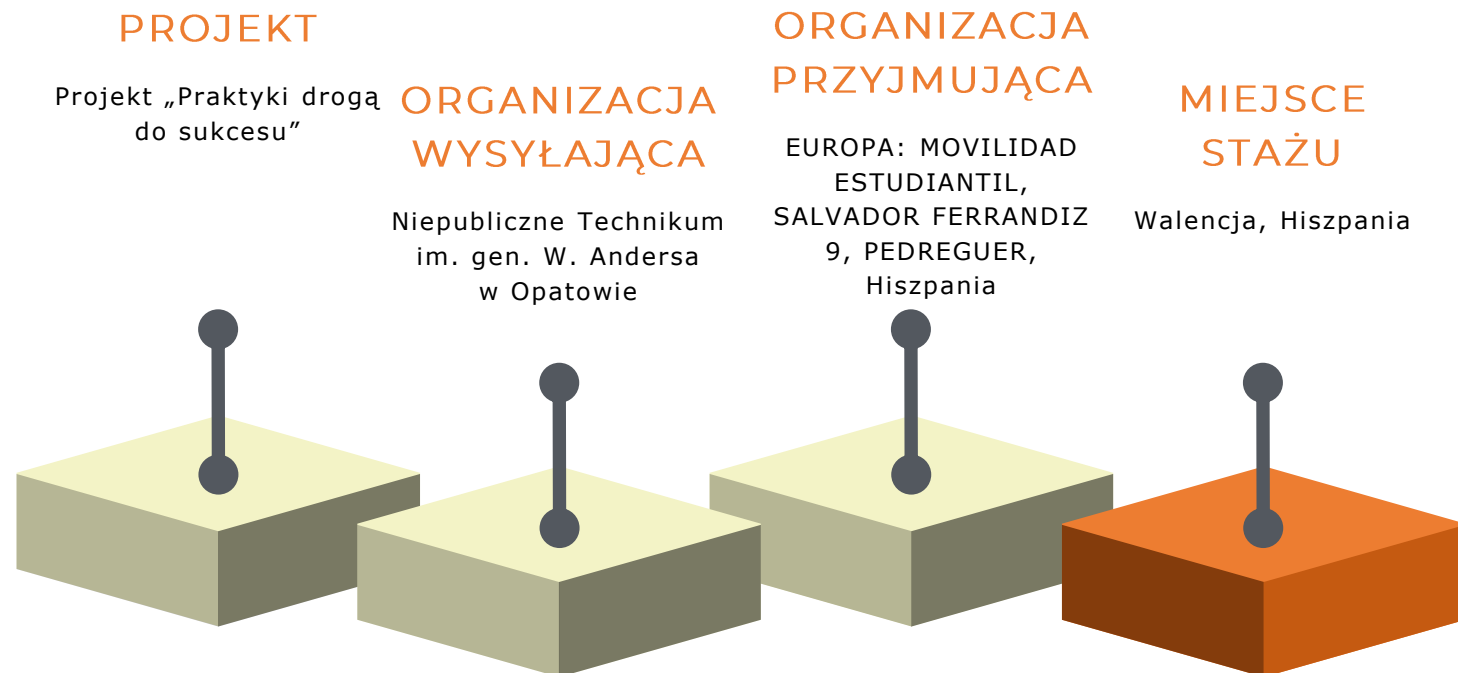 PROJEKT
Projekt „Praktyki drogą
do sukcesu”
ORGANIZACJA
WYSYŁAJĄCA
Niepubliczne Technikum
im. gen. W. Andersa
w Opatowie
ORGANIZACJA
PRZYJMUJĄCA
EUROPA: MOVILIDAD
ESTUDIANTIL,
SALVADOR FERRANDIZ
9, PEDREGUER,
Hiszpania
MIEJSCE
STAŻU
Walencja, Hiszpania